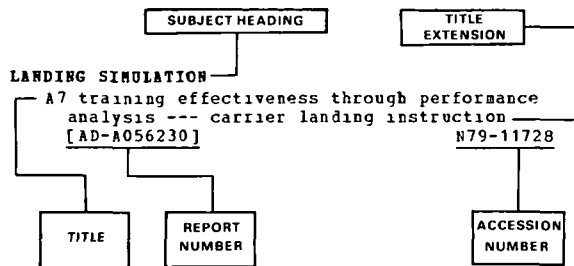 SUBJECT HEADING
TITLE
EXTENSION
LANDING SIMULATION
A7 training effectiveness through performance
analysis --- carrier landing instruction
[AD-A056230] N79-11728
TITLE
REPORT
NUMBER
ACCESSION
NUMBER